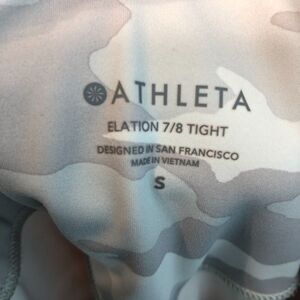 ATHLETA
ELATION 7/8 TIGHT
DESIGNED IN SAN FRANCISCO
MADE IN VIETNAM
S